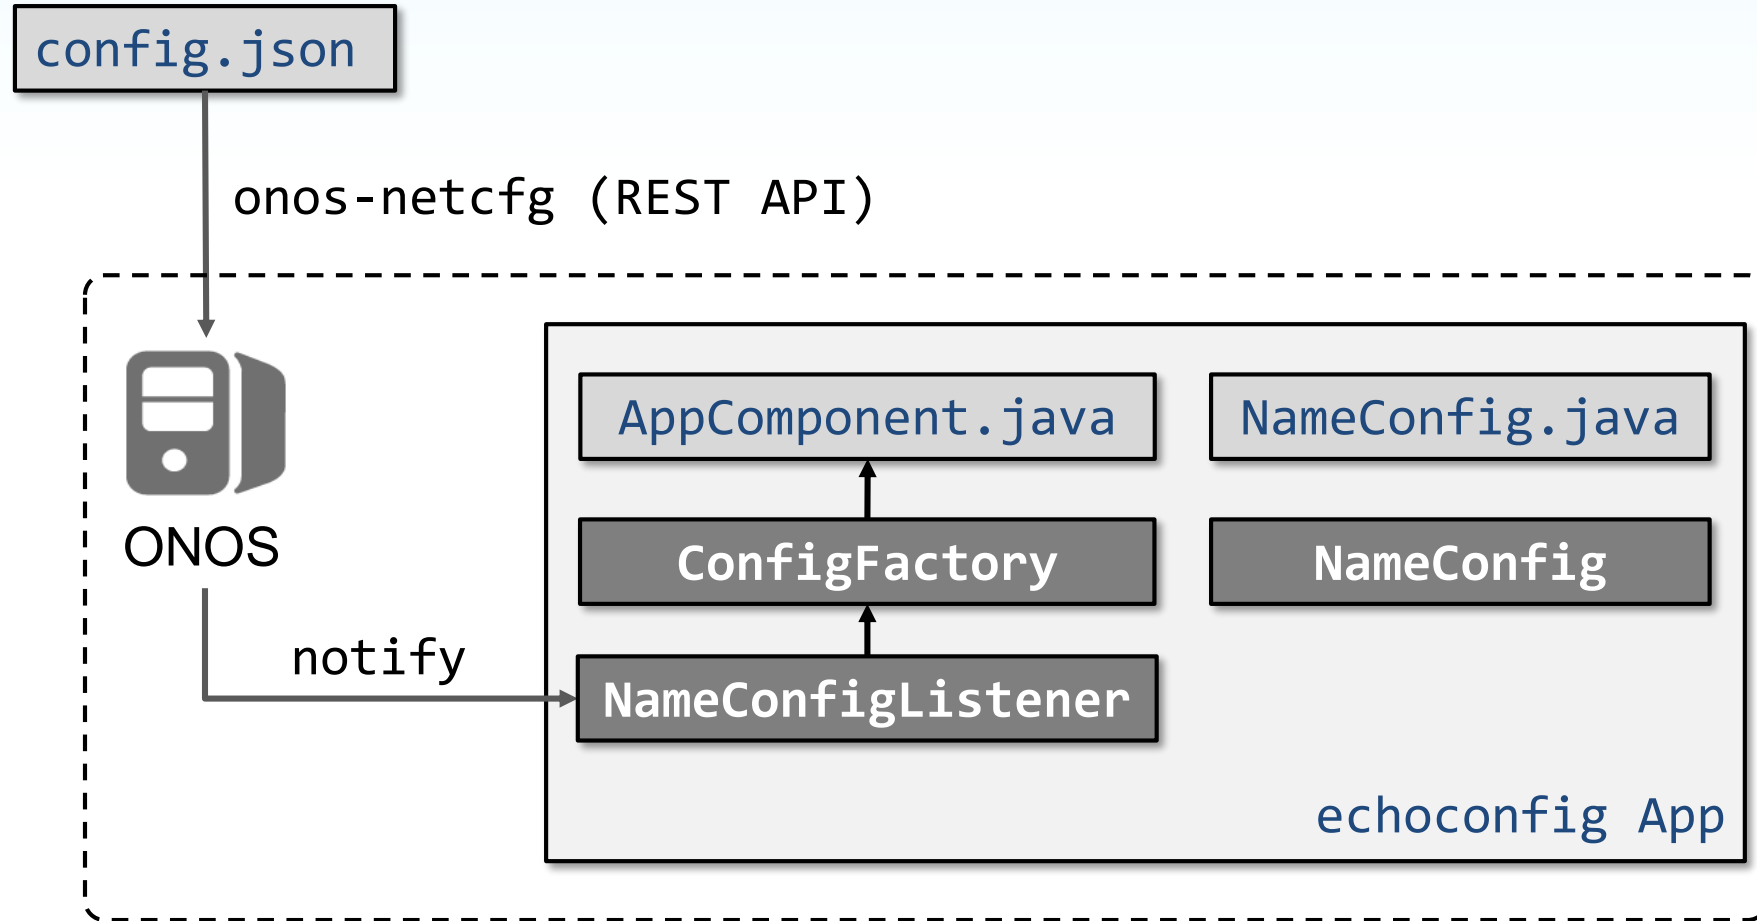 config.json
onos-netcfg (REST API)
AppComponent.java
NameConfig.java
ONOS
ConfigFactory
NameConfig
notify
NameConfigListener
echoconfig App